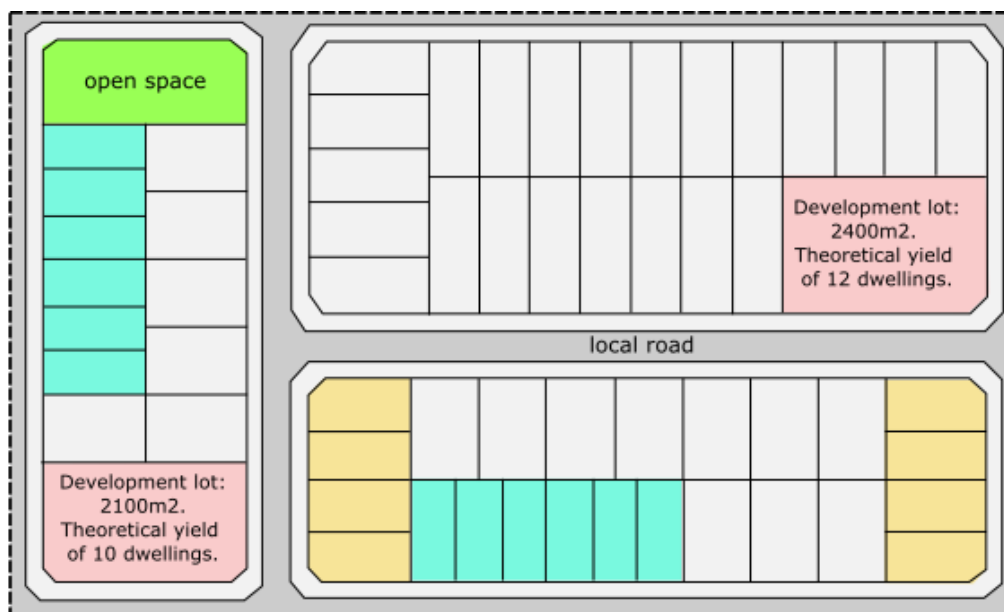 open space
Development lot:
2400m2.
Theoretical yield
of 12 dwellings.
local road
Development lot:
2100m2.
Theoretical yield
of 10 dwellings.